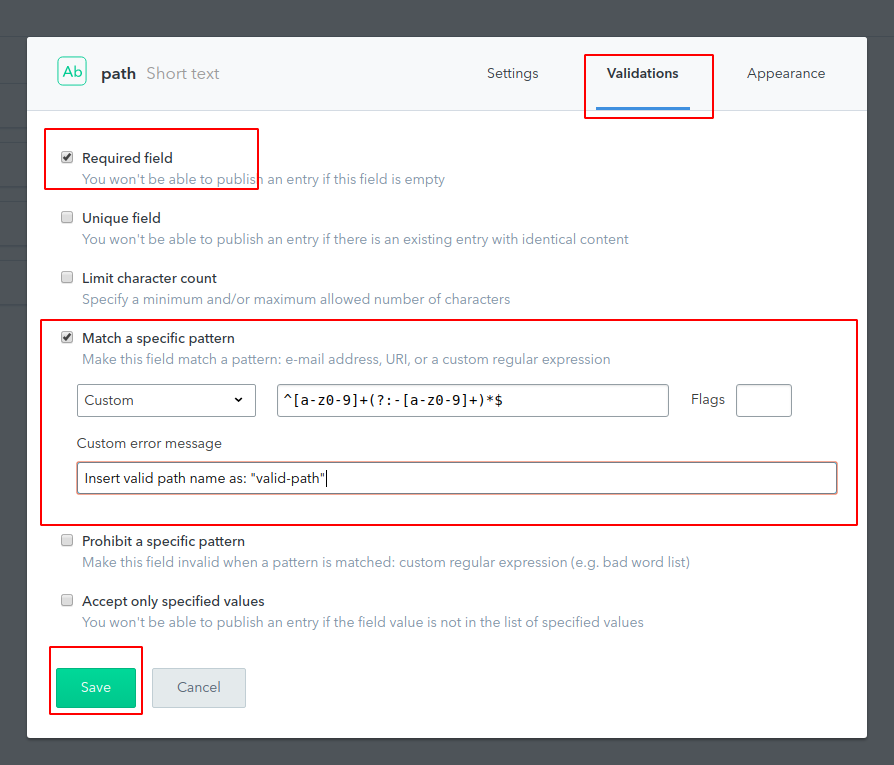 Ab path Short text Settings Validations Appearance
Required field
You won't be able to publish an entry if this field is empty
Unique field
You won't be able to publish an entry if there is an existing entry with identical content
Limit character count
Specify a minimum and/or maximum allowed number of characters
Match a specific pattern
Make this field match a pattern: e-mail address, URI, or a custom regular expression
Custom ^[a-z0-9]+(?:-[a-z0-9]+)*$ Flags
Custom error message
Insert valid path name as: "valid-path"
Prohibit a specific pattern
Make this field invalid when a pattern is matched: custom regular expression (e.g. bad word list)
Accept only specified values
You won't be able to publish an entry if the field value is not in the list of specified values
Save Cancel